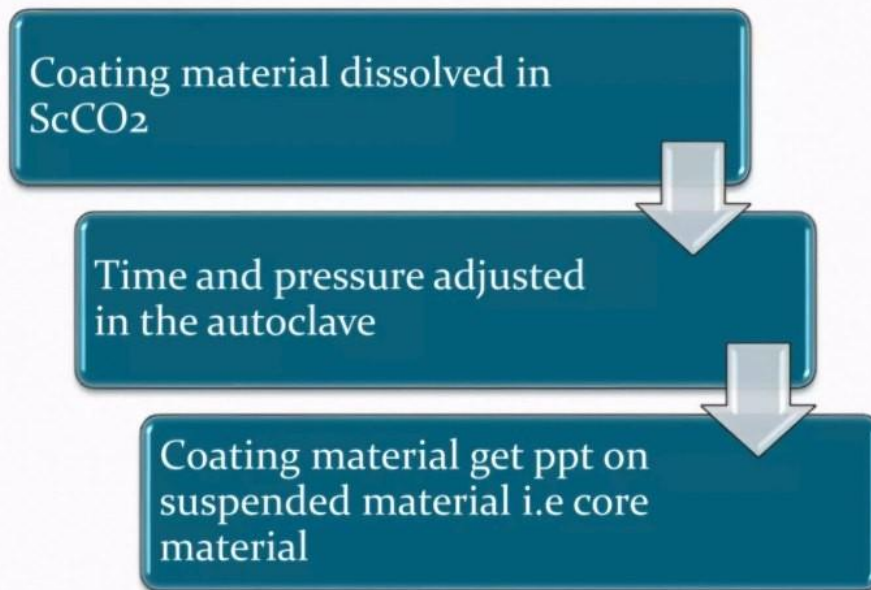 Coating material dissolved in
ScCO2
Time and pressure adjusted
in the autoclave
Coating material get ppt on
suspended material i.e core
material